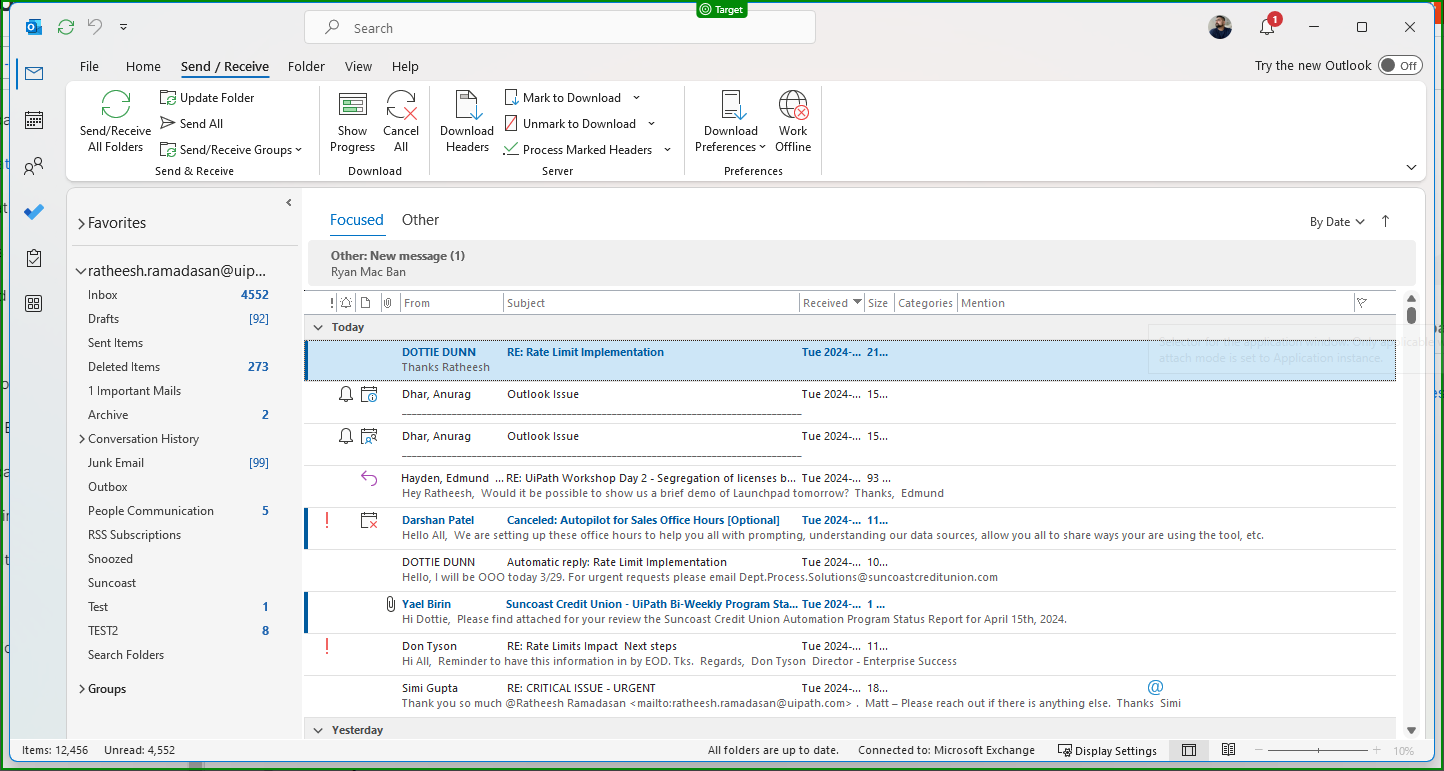 Target
Search
1
File Home Send / Receive Folder View Help
Try the new Outlook Off
Send/Receive All Folders
Update Folder
Send All
Send/Receive Groups
Send & Receive
Show Progress
Cancel All
Download
Download Headers
Mark to Download
Unmark to Download
Process Marked Headers
Server
Download Preferences
Work Offline
Preferences
Favorites
ratheesh.ramadasan@uip...
Inbox 4552
Drafts [92]
Sent Items
Deleted Items 273
1 Important Mails
Archive 2
Conversation History
Junk Email [99]
Outbox
People Communication 5
RSS Subscriptions
Snoozed
Suncoast
Test 1
TEST2 8
Search Folders
Groups
Focused Other
By Date
Other: New message (1)
Ryan Mac Ban
! From Subject Received Size Categories Mention
Today
DOTTIE DUNN RE: Rate Limit Implementation Tue 2024-... 21...
Thanks Ratheesh
Selector for the application window. Only applicable
attach mode is set to Application instance.
Dhar, Anurag Outlook Issue Tue 2024-... 15...
Dhar, Anurag Outlook Issue Tue 2024-... 15...
Hayden, Edmund ... RE: UiPath Workshop Day 2 - Segregation of licenses b... Tue 2024-... 93 ...
Hey Ratheesh, Would it be possible to show us a brief demo of Launchpad tomorrow? Thanks, Edmund
! Darshan Patel Canceled: Autopilot for Sales Office Hours [Optional] Tue 2024-... 11...
Hello All, We are setting up these office hours to help you all with prompting, understanding our data sources, allow you all to share ways your are using the tool, etc.
DOTTIE DUNN Automatic reply: Rate Limit Implementation Tue 2024-... 10...
Hello, I will be OOO today 3/29. For urgent requests please email Dept.Process.Solutions@suncoastcreditunion.com
Yael Birin Suncoast Credit Union - UiPath Bi-Weekly Program Sta... Tue 2024-... 1 ...
Hi Dottie, Please find attached for your review the Suncoast Credit Union Automation Program Status Report for April 15th, 2024.
! Don Tyson RE: Rate Limits Impact Next steps Tue 2024-... 11...
Hi All, Reminder to have this information in by EOD. Tks. Regards, Don Tyson Director - Enterprise Success
Simi Gupta RE: CRITICAL ISSUE - URGENT Tue 2024-... 18... @
Thank you so much @Ratheesh Ramadasan <mailto:ratheesh.ramadasan@uipath.com> . Matt – Please reach out if there is anything else. Thanks Simi
Yesterday
Items: 12,456 Unread: 4,552
All folders are up to date. Connected to: Microsoft Exchange Display Settings 10%